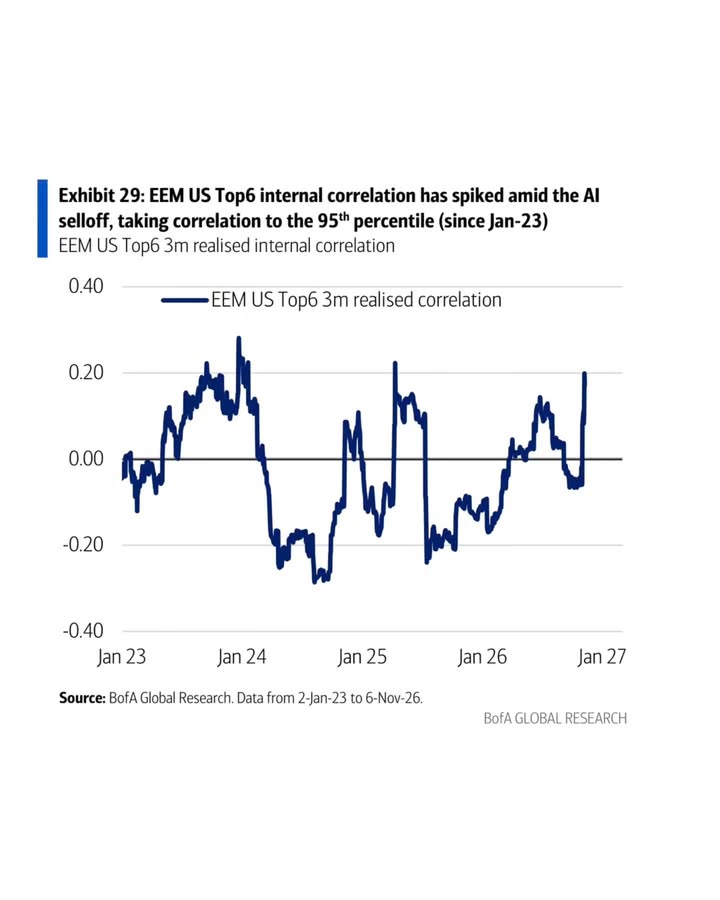 Exhibit 29: EEM US Top6 internal correlation has spiked amid the AI
selloff, taking correlation to the 95th percentile (since Jan-23)
EEM US Top6 3m realised internal correlation
0.40
EEM US Top6 3m realised correlation
0.20
0.00
-0.20
-0.40
Jan 23 Jan 24 Jan 25 Jan 26 Jan 27
Source: BofA Global Research. Data from 2-Jan-23 to 6-Nov-26.
BofA GLOBAL RESEARCH